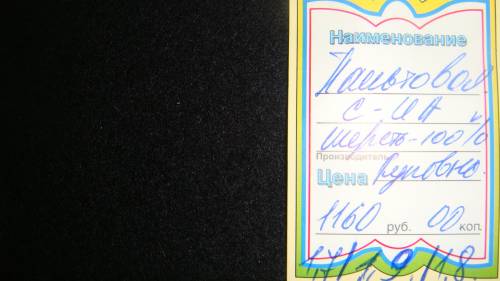 Наименование
Пальтовая
шерсть-100%
Производитель
Цена
1160 руб. 00 коп.